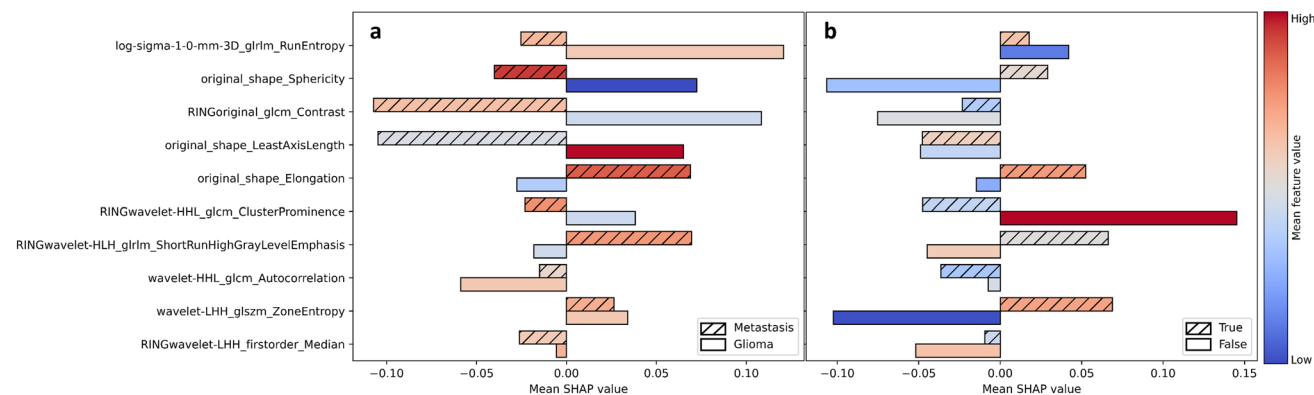 a
b
log-sigma-1-0-mm-3D_glrlm_RunEntropy
original_shape_Sphericity
RINGoriginal_glcm_Contrast
original_shape_LeastAxisLength
original_shape_Elongation
RINGwavelet-HHL_glcm_ClusterProminence
RINGwavelet-HLH_glrlm_ShortRunHighGrayLevelEmphasis
wavelet-HHL_glcm_Autocorrelation
wavelet-LHH_glszm_ZoneEntropy
RINGwavelet-LHH_firstorder_Median
Metastasis
Glioma
−0.10 −0.05 0.00 0.05 0.10
Mean SHAP value
True
False
−0.10 −0.05 0.00 0.05 0.10 0.15
Mean SHAP value
High
Mean feature value
Low